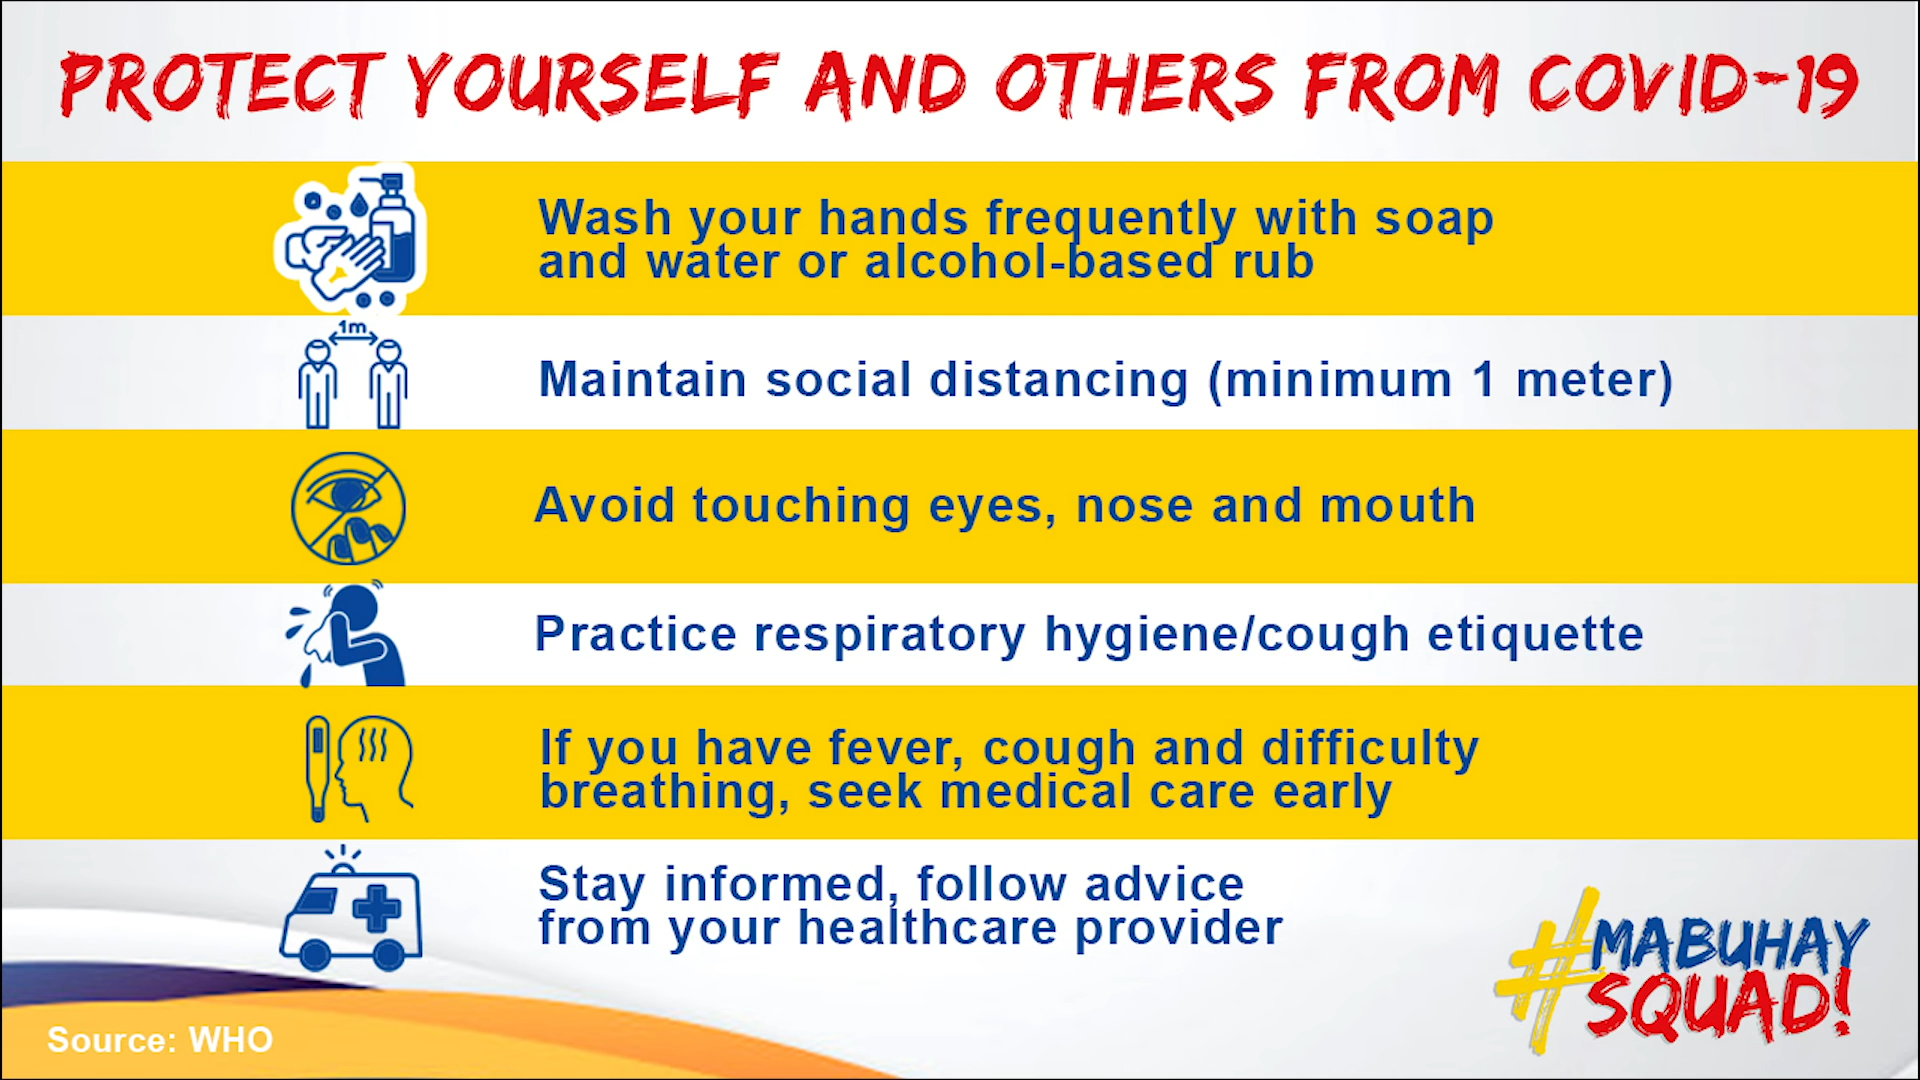 PROTECT YOURSELF AND OTHERS FROM COVID-19
Wash your hands frequently with soap
and water or alcohol-based rub
1m
Maintain social distancing (minimum 1 meter)
Avoid touching eyes, nose and mouth
Practice respiratory hygiene/cough etiquette
If you have fever, cough and difficulty
breathing, seek medical care early
Stay informed, follow advice
from your healthcare provider
#MABUHAY
SQUAD!
Source: WHO